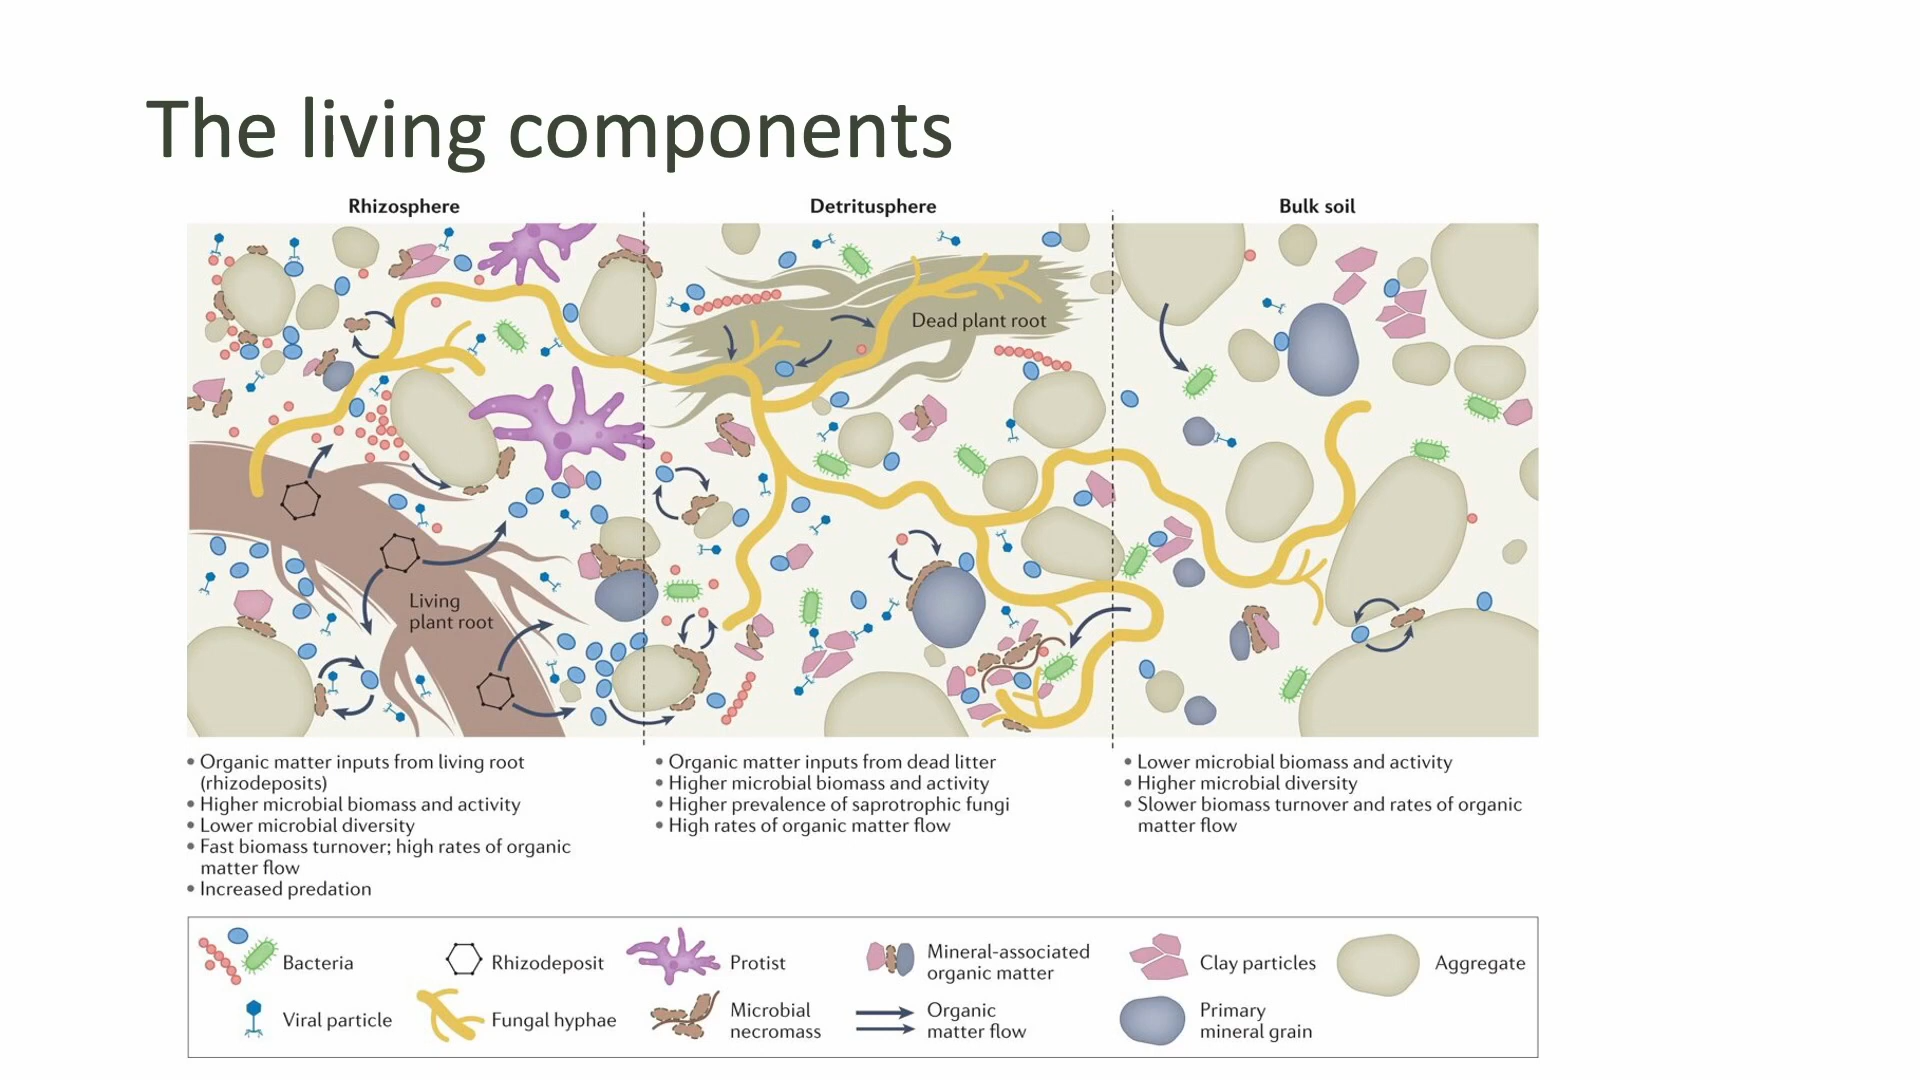 The living components
Rhizosphere
Detritusphere
Bulk soil
Dead plant root
Living
plant root
• Organic matter inputs from living root
(rhizodeposits)
• Higher microbial biomass and activity
• Lower microbial diversity
• Fast biomass turnover; high rates of organic
matter flow
• Increased predation
• Organic matter inputs from dead litter
• Higher microbial biomass and activity
• Higher prevalence of saprotrophic fungi
• High rates of organic matter flow
• Lower microbial biomass and activity
• Higher microbial diversity
• Slower biomass turnover and rates of organic
matter flow
Bacteria
Rhizodeposit
Protist
Mineral-associated
organic matter
Clay particles
Aggregate
Viral particle
Fungal hyphae
Microbial
necromass
Organic
matter flow
Primary
mineral grain